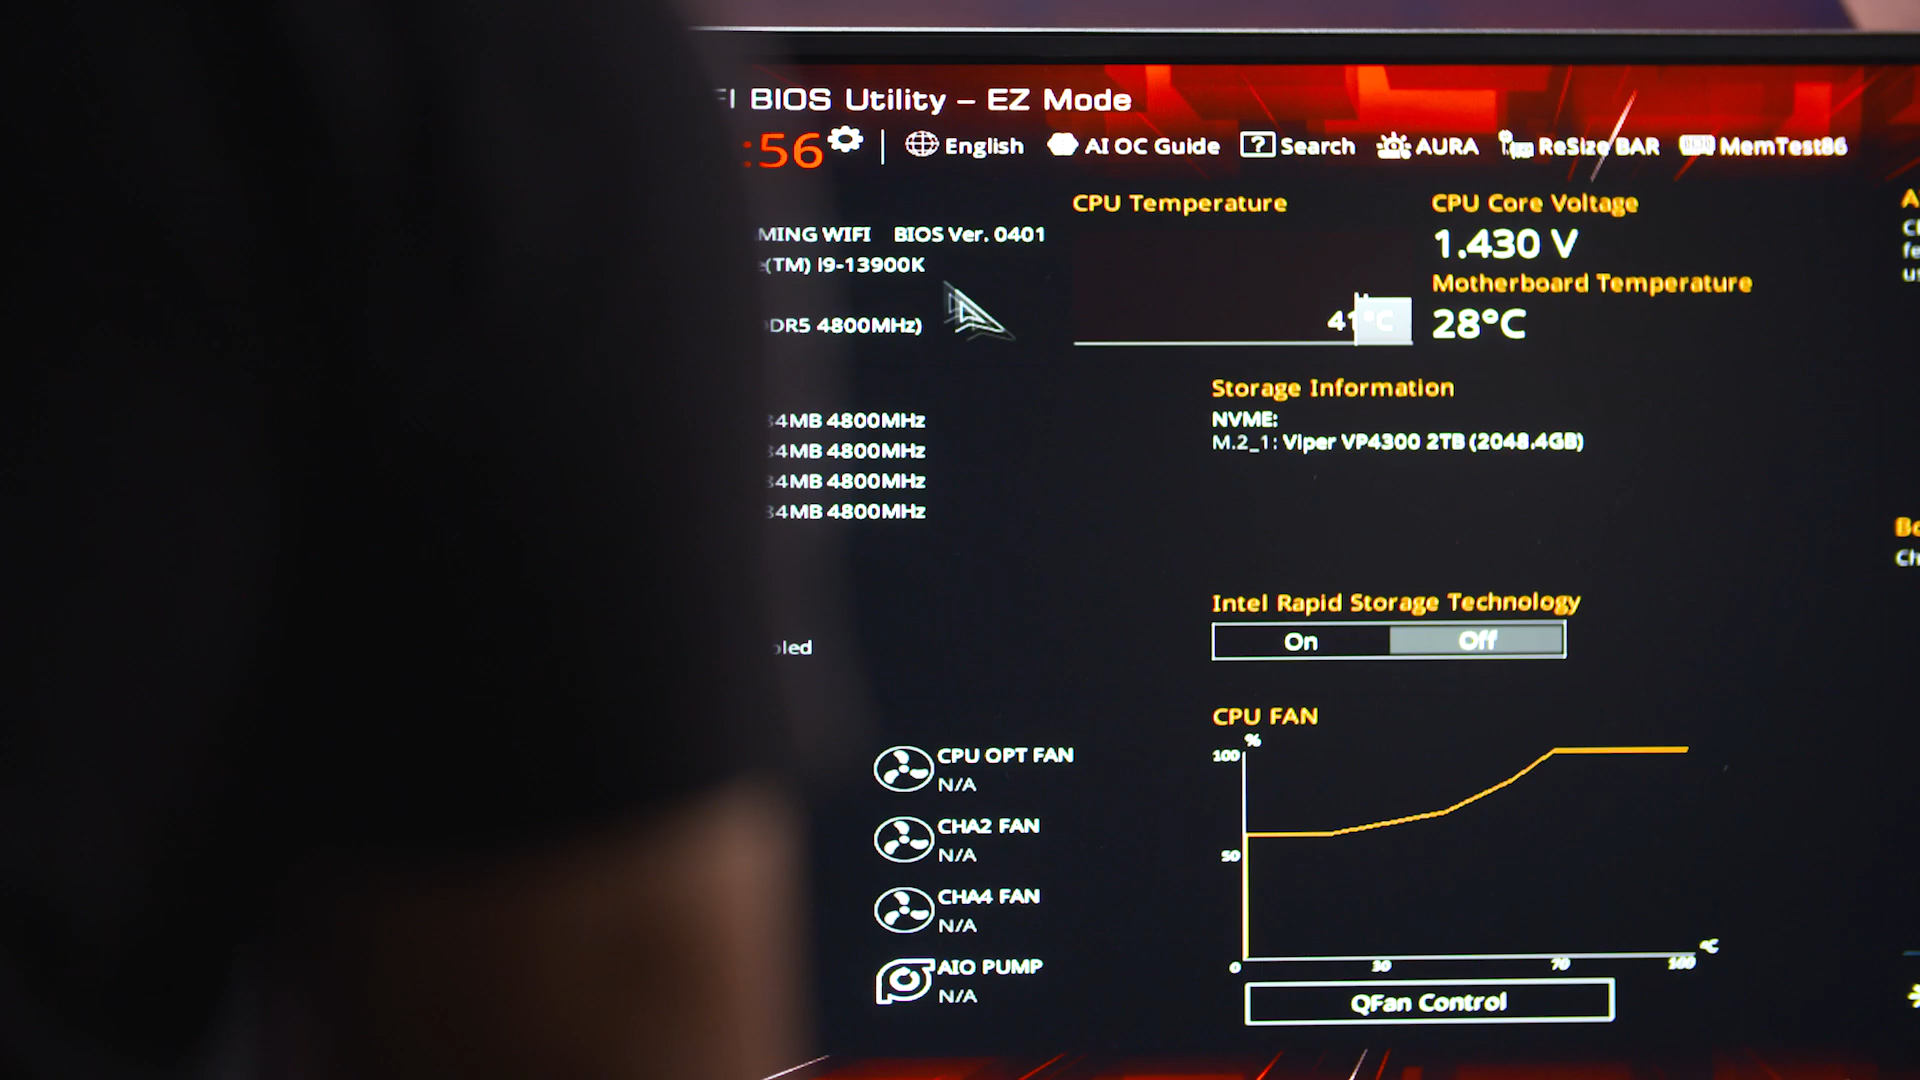 BIOS Utility – EZ Mode
:56 English AI OC Guide Search AURA ReSize BAR MemTest86
MING WIFI BIOS Ver. 0401
(TM) I9-13900K
DR5 4800MHz)
4MB 4800MHz
4MB 4800MHz
4MB 4800MHz
4MB 4800MHz
bled
CPU OPT FAN
N/A
CHA2 FAN
N/A
CHA4 FAN
N/A
AIO PUMP
N/A
CPU Temperature
41°C
CPU Core Voltage
1.430 V
Motherboard Temperature
28°C
Storage Information
NVME:
M.2_1: Viper VP4300 2TB (2048.4GB)
Intel Rapid Storage Technology
On Off
CPU FAN
%
100
50
0 30 70 100 °C
QFan Control